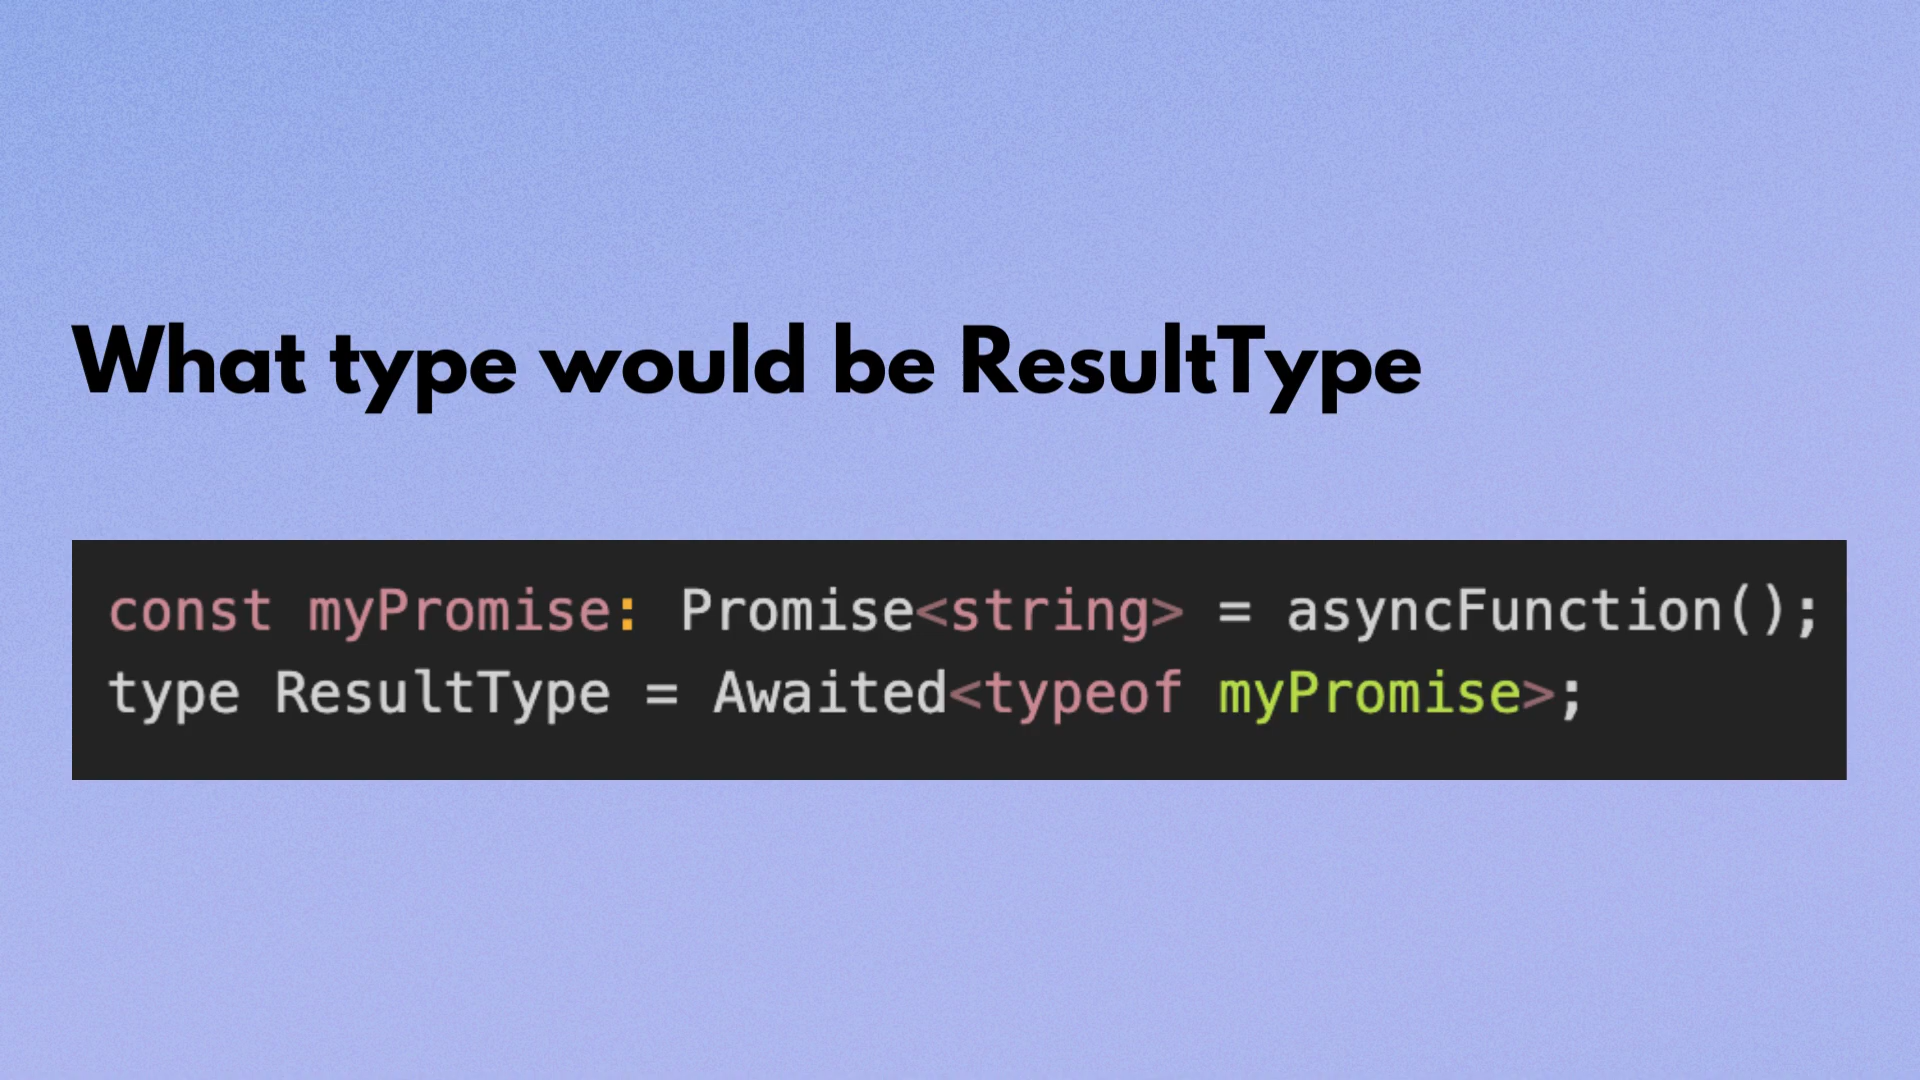 What type would be ResultType
const myPromise: Promise<string> = asyncFunction();
type ResultType = Awaited<typeof myPromise>;